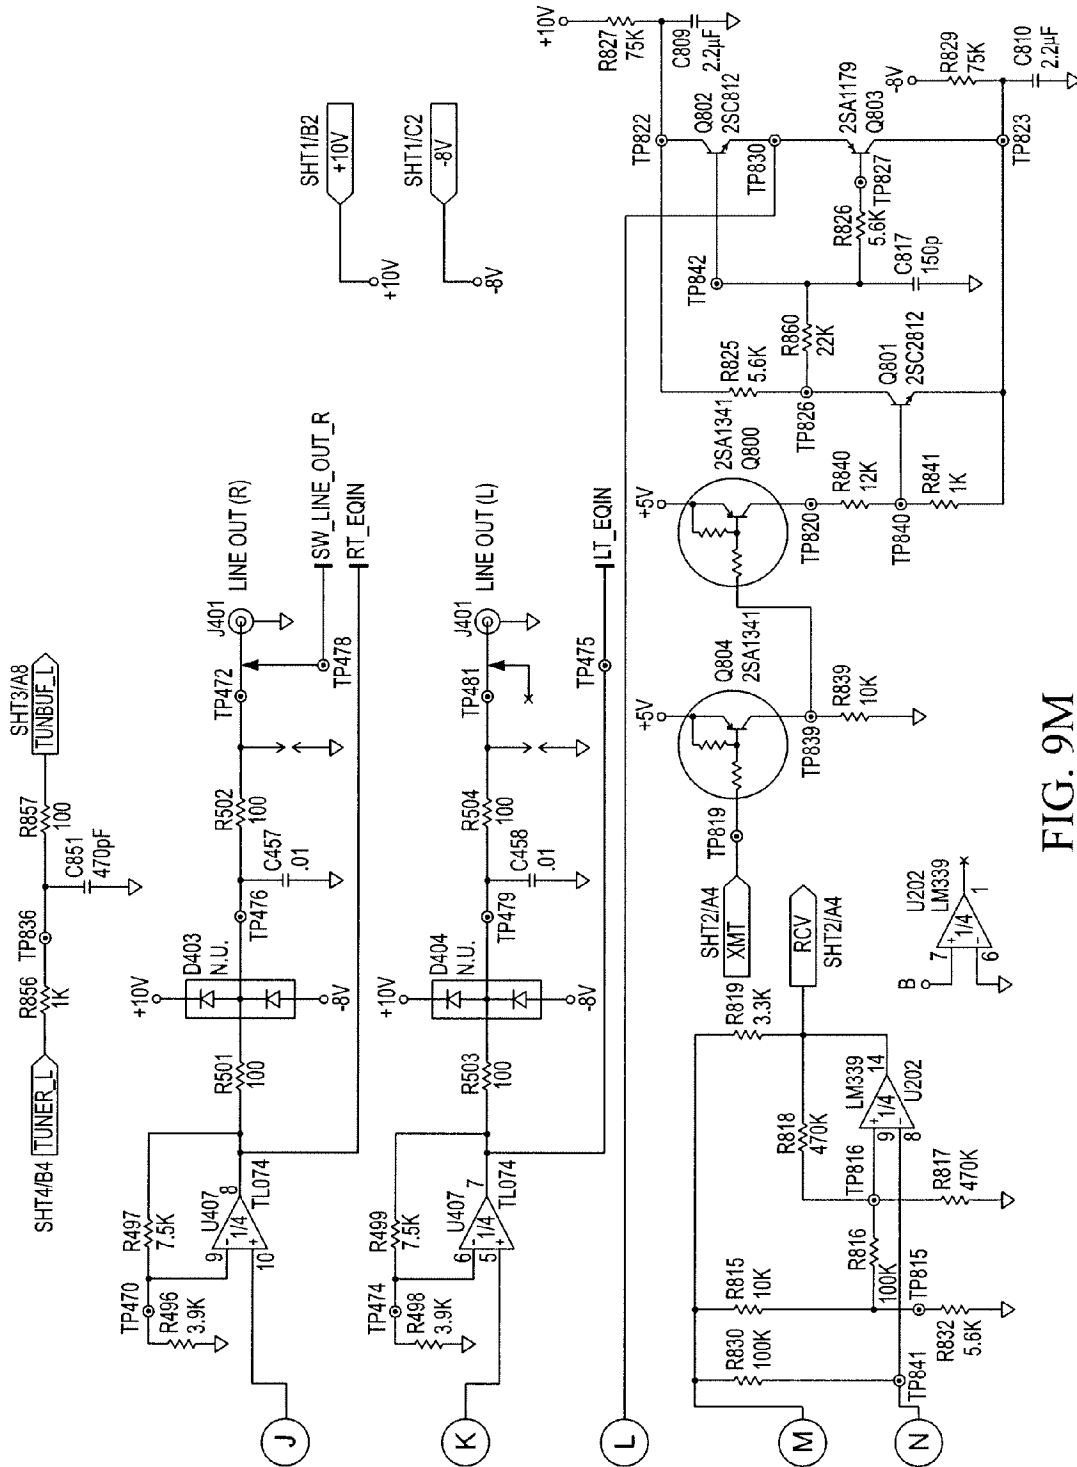 SHT4/B4
TUNER_L
R856
1K
TP836
C851
470pF
R857
100
SHT3/A8
TUNBUF_L
SHT1/B2
+10V
+10V
SHT1/C2
-8V
-8V
J
TP470
R496
3.9K
R497
7.5K
9
10
8
-
+
1/4
U407
TL074
R501
100
+10V
D403
N.U.
-8V
TP476
C457
.01
R502
100
TP472
J401
LINE OUT (R)
TP478
SW_LINE_OUT_R
RT_EQIN
K
TP474
R498
3.9K
R499
7.5K
6
5
7
-
+
1/4
U407
TL074
R503
100
+10V
D404
N.U.
-8V
TP479
C458
.01
R504
100
TP481
J401
LINE OUT (L)
TP475
LT_EQIN
L
M
N
R830
100K
TP841
R815
10K
R832
5.6K
TP815
R816
100K
TP816
R817
470K
R818
470K
9
8
14
+
-
1/4
LM339
U202
R819
3.3K
RCV
SHT2/A4
SHT2/A4
XMT
B
7
6
1
+
-
1/4
U202
LM339
TP819
+5V
Q804
2SA1341
TP839
R839
10K
+5V
2SA1341
Q800
TP820
R840
12K
TP840
R841
1K
R825
5.6K
TP826
Q801
2SC2812
R860
22K
TP842
C817
150p
R826
5.6K
TP827
TP822
Q802
2SC812
TP830
2SA1179
Q803
TP823
+10V
R827
75K
C809
2.2µF
-8V
R829
75K
C810
2.2µF
FIG. 9M